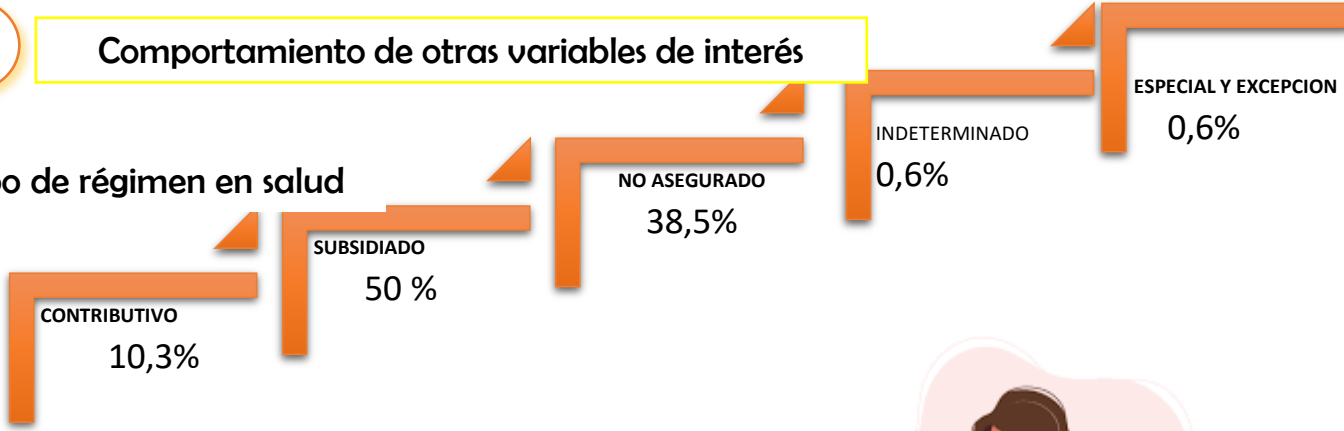 Comportamiento de otras variables de interés
de régimen en salud
CONTRIBUTIVO
10,3%
SUBSIDIADO
50 %
NO ASEGURADO
38,5%
INDETERMINADO
0,6%
ESPECIAL Y EXCEPCION
0,6%